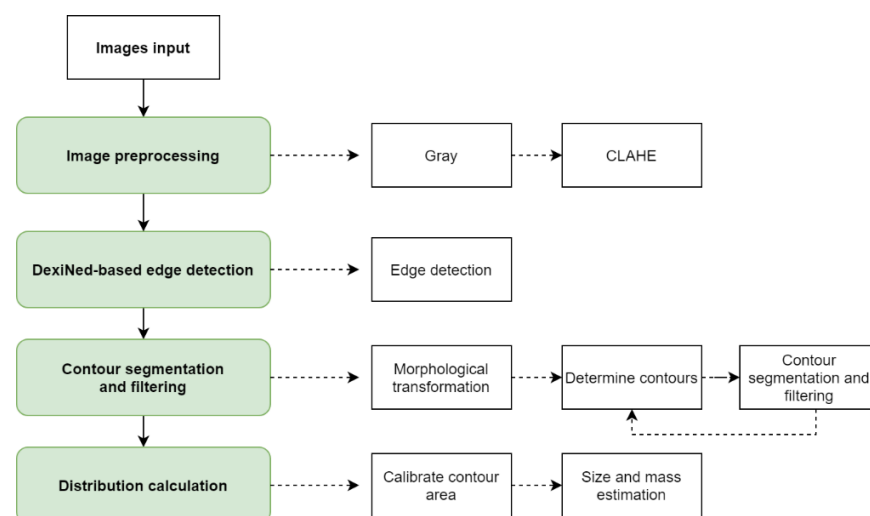 Images input
Image preprocessing
Gray
CLAHE
DexiNed-based edge detection
Edge detection
Contour segmentation
and filtering
Morphological
transformation
Determine contours
Contour
segmentation and
filtering
Distribution calculation
Calibrate contour
area
Size and mass
estimation